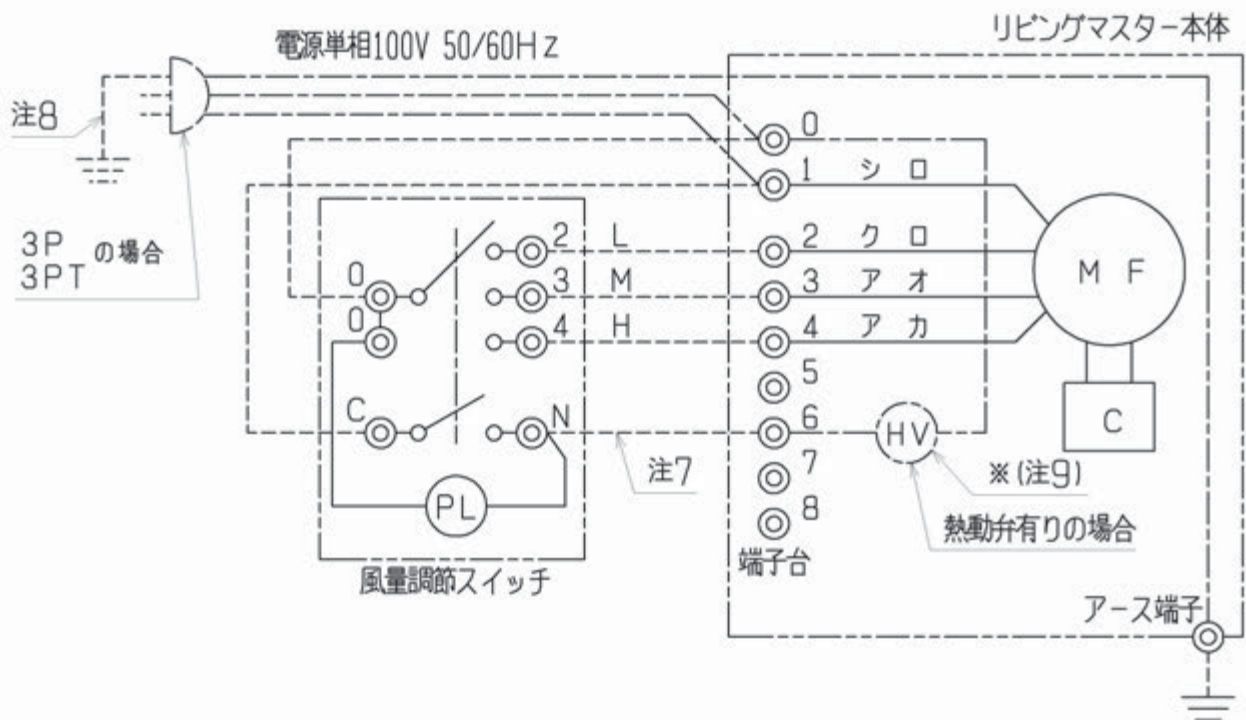 リビングマスター本体
電源単相100V 50/60Hz
注8
3P
3PT
の場合
0
1 シロ
2 L
2 クロ
3 M
3 アオ
4 H
4 アカ
0
0
5
C
N
6
7
8
MF
C
HV
PL
注7
※(注9)
熱動弁有りの場合
端子台
風量調節スイッチ
アース端子